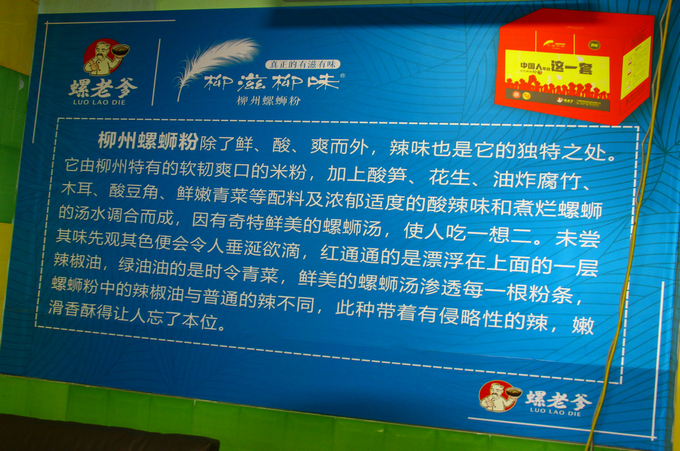 螺老爹
LUO LAO DIE
真正的有滋有味
柳滋柳味®
柳州螺蛳粉
中国人
这一套
柳州螺蛳粉除了鲜、酸、爽而外，辣味也是它的独特之处。
它由柳州特有的软韧爽口的米粉，加上酸笋、花生、油炸腐竹、
木耳、酸豆角、鲜嫩青菜等配料及浓郁适度的酸辣味和煮烂螺蛳
的汤水调合而成，因有奇特鲜美的螺蛳汤，使人吃一想二。未尝
其味先观其色便会令人垂涎欲滴，红通通的是漂浮在上面的一层
辣椒油，绿油油的是时令青菜，鲜美的螺蛳汤渗透每一根粉条，
螺蛳粉中的辣椒油与普通的辣不同，此种带着有侵略性的辣，嫩
滑香酥得让人忘了本位。
螺老爹
LUO LAO DIE